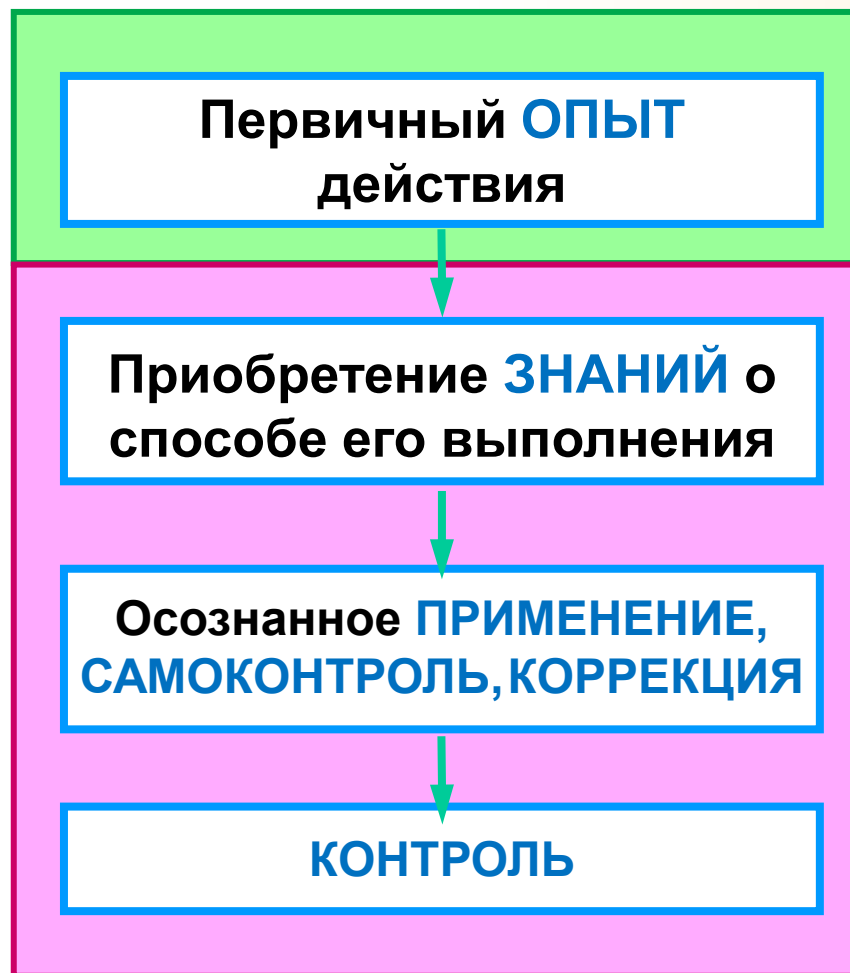 Первичный ОПЫТ
действия
Приобретение ЗНАНИЙ о
способе его выполнения
Осознанное ПРИМЕНЕНИЕ,
САМОКОНТРОЛЬ, КОРРЕКЦИЯ
КОНТРОЛЬ